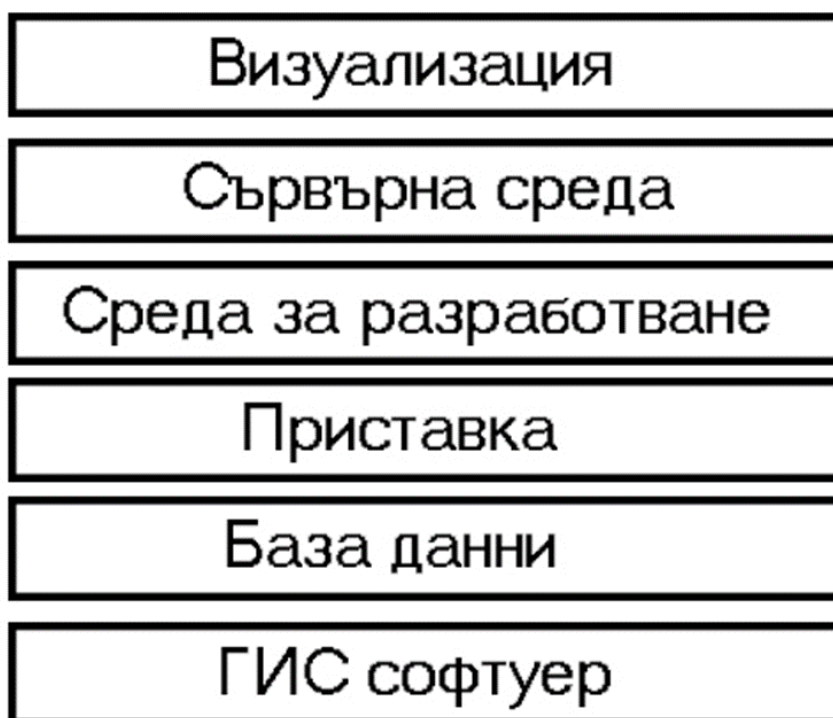 Визуализация
Сървърна среда
Среда за разработване
Приставка
База данни
ГИС софтуер